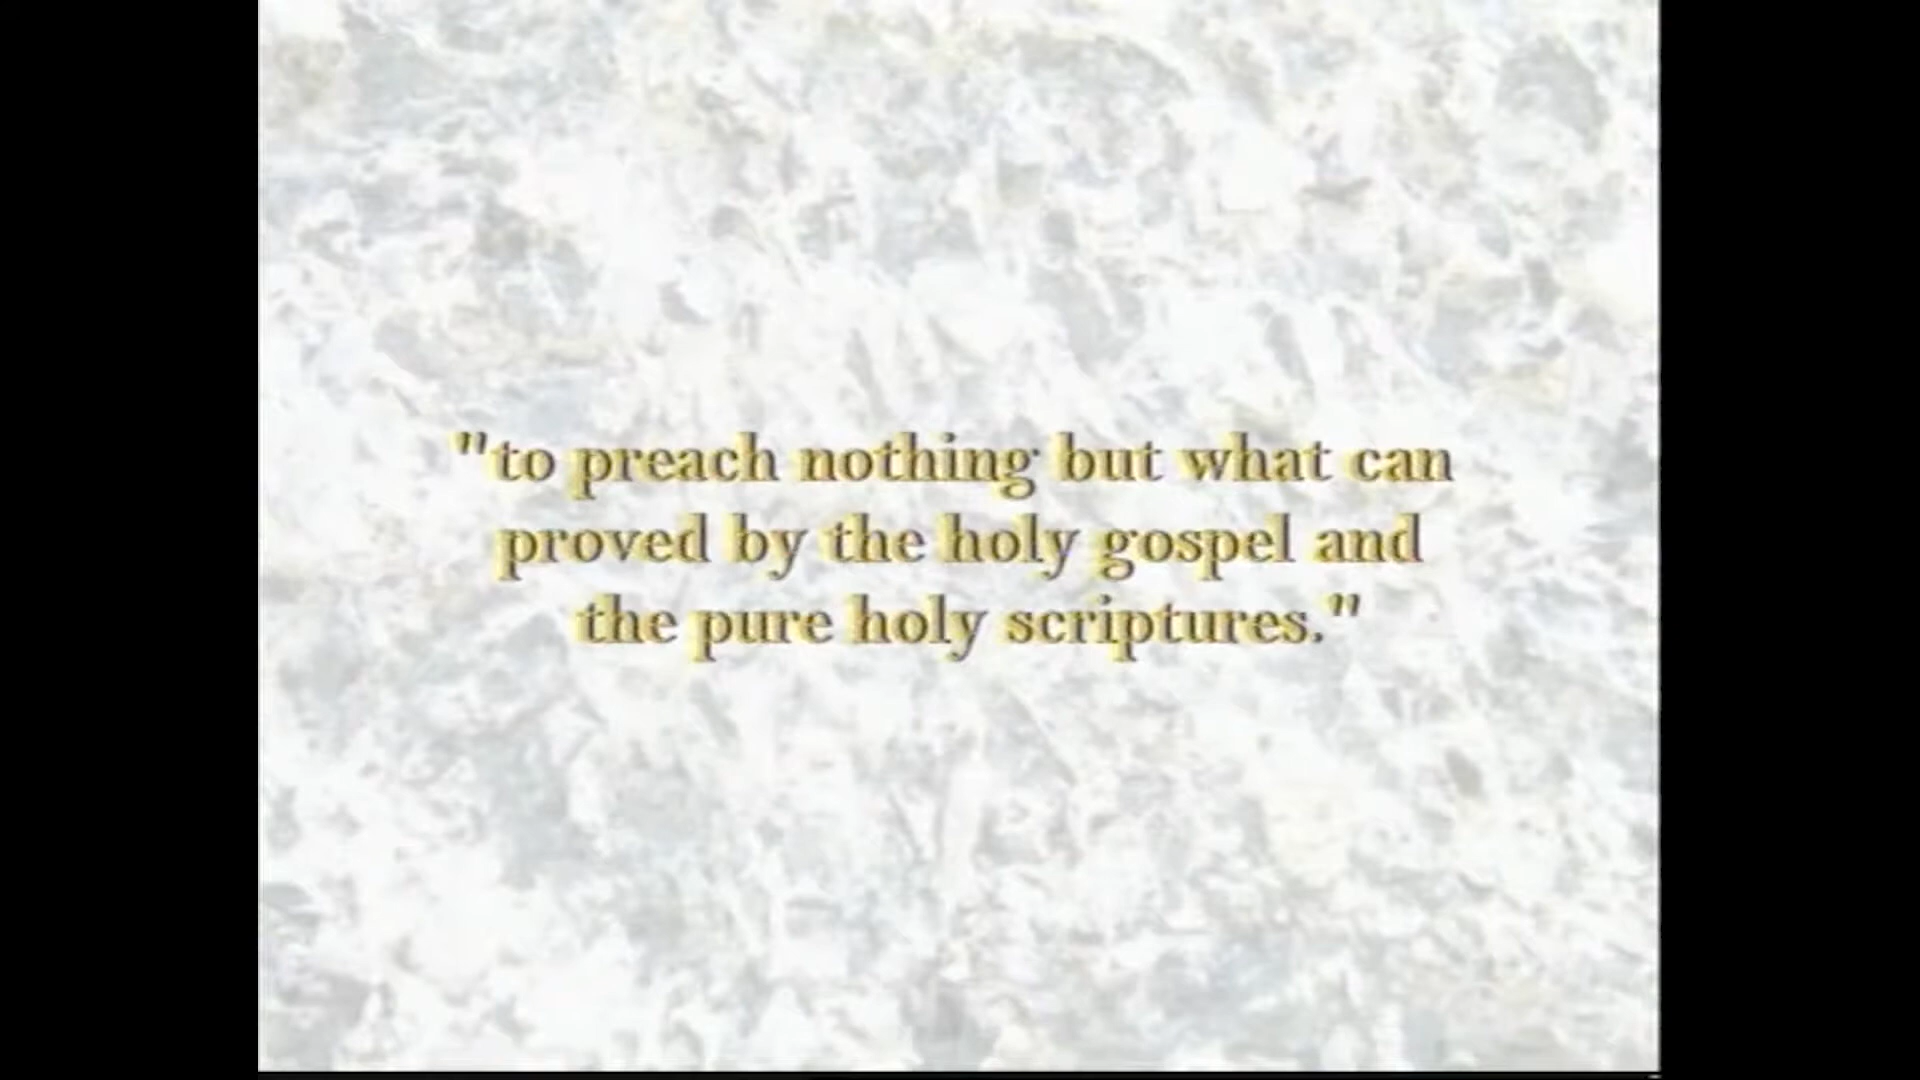 "to preach nothing but what can
proved by the holy gospel and
the pure holy scriptures."